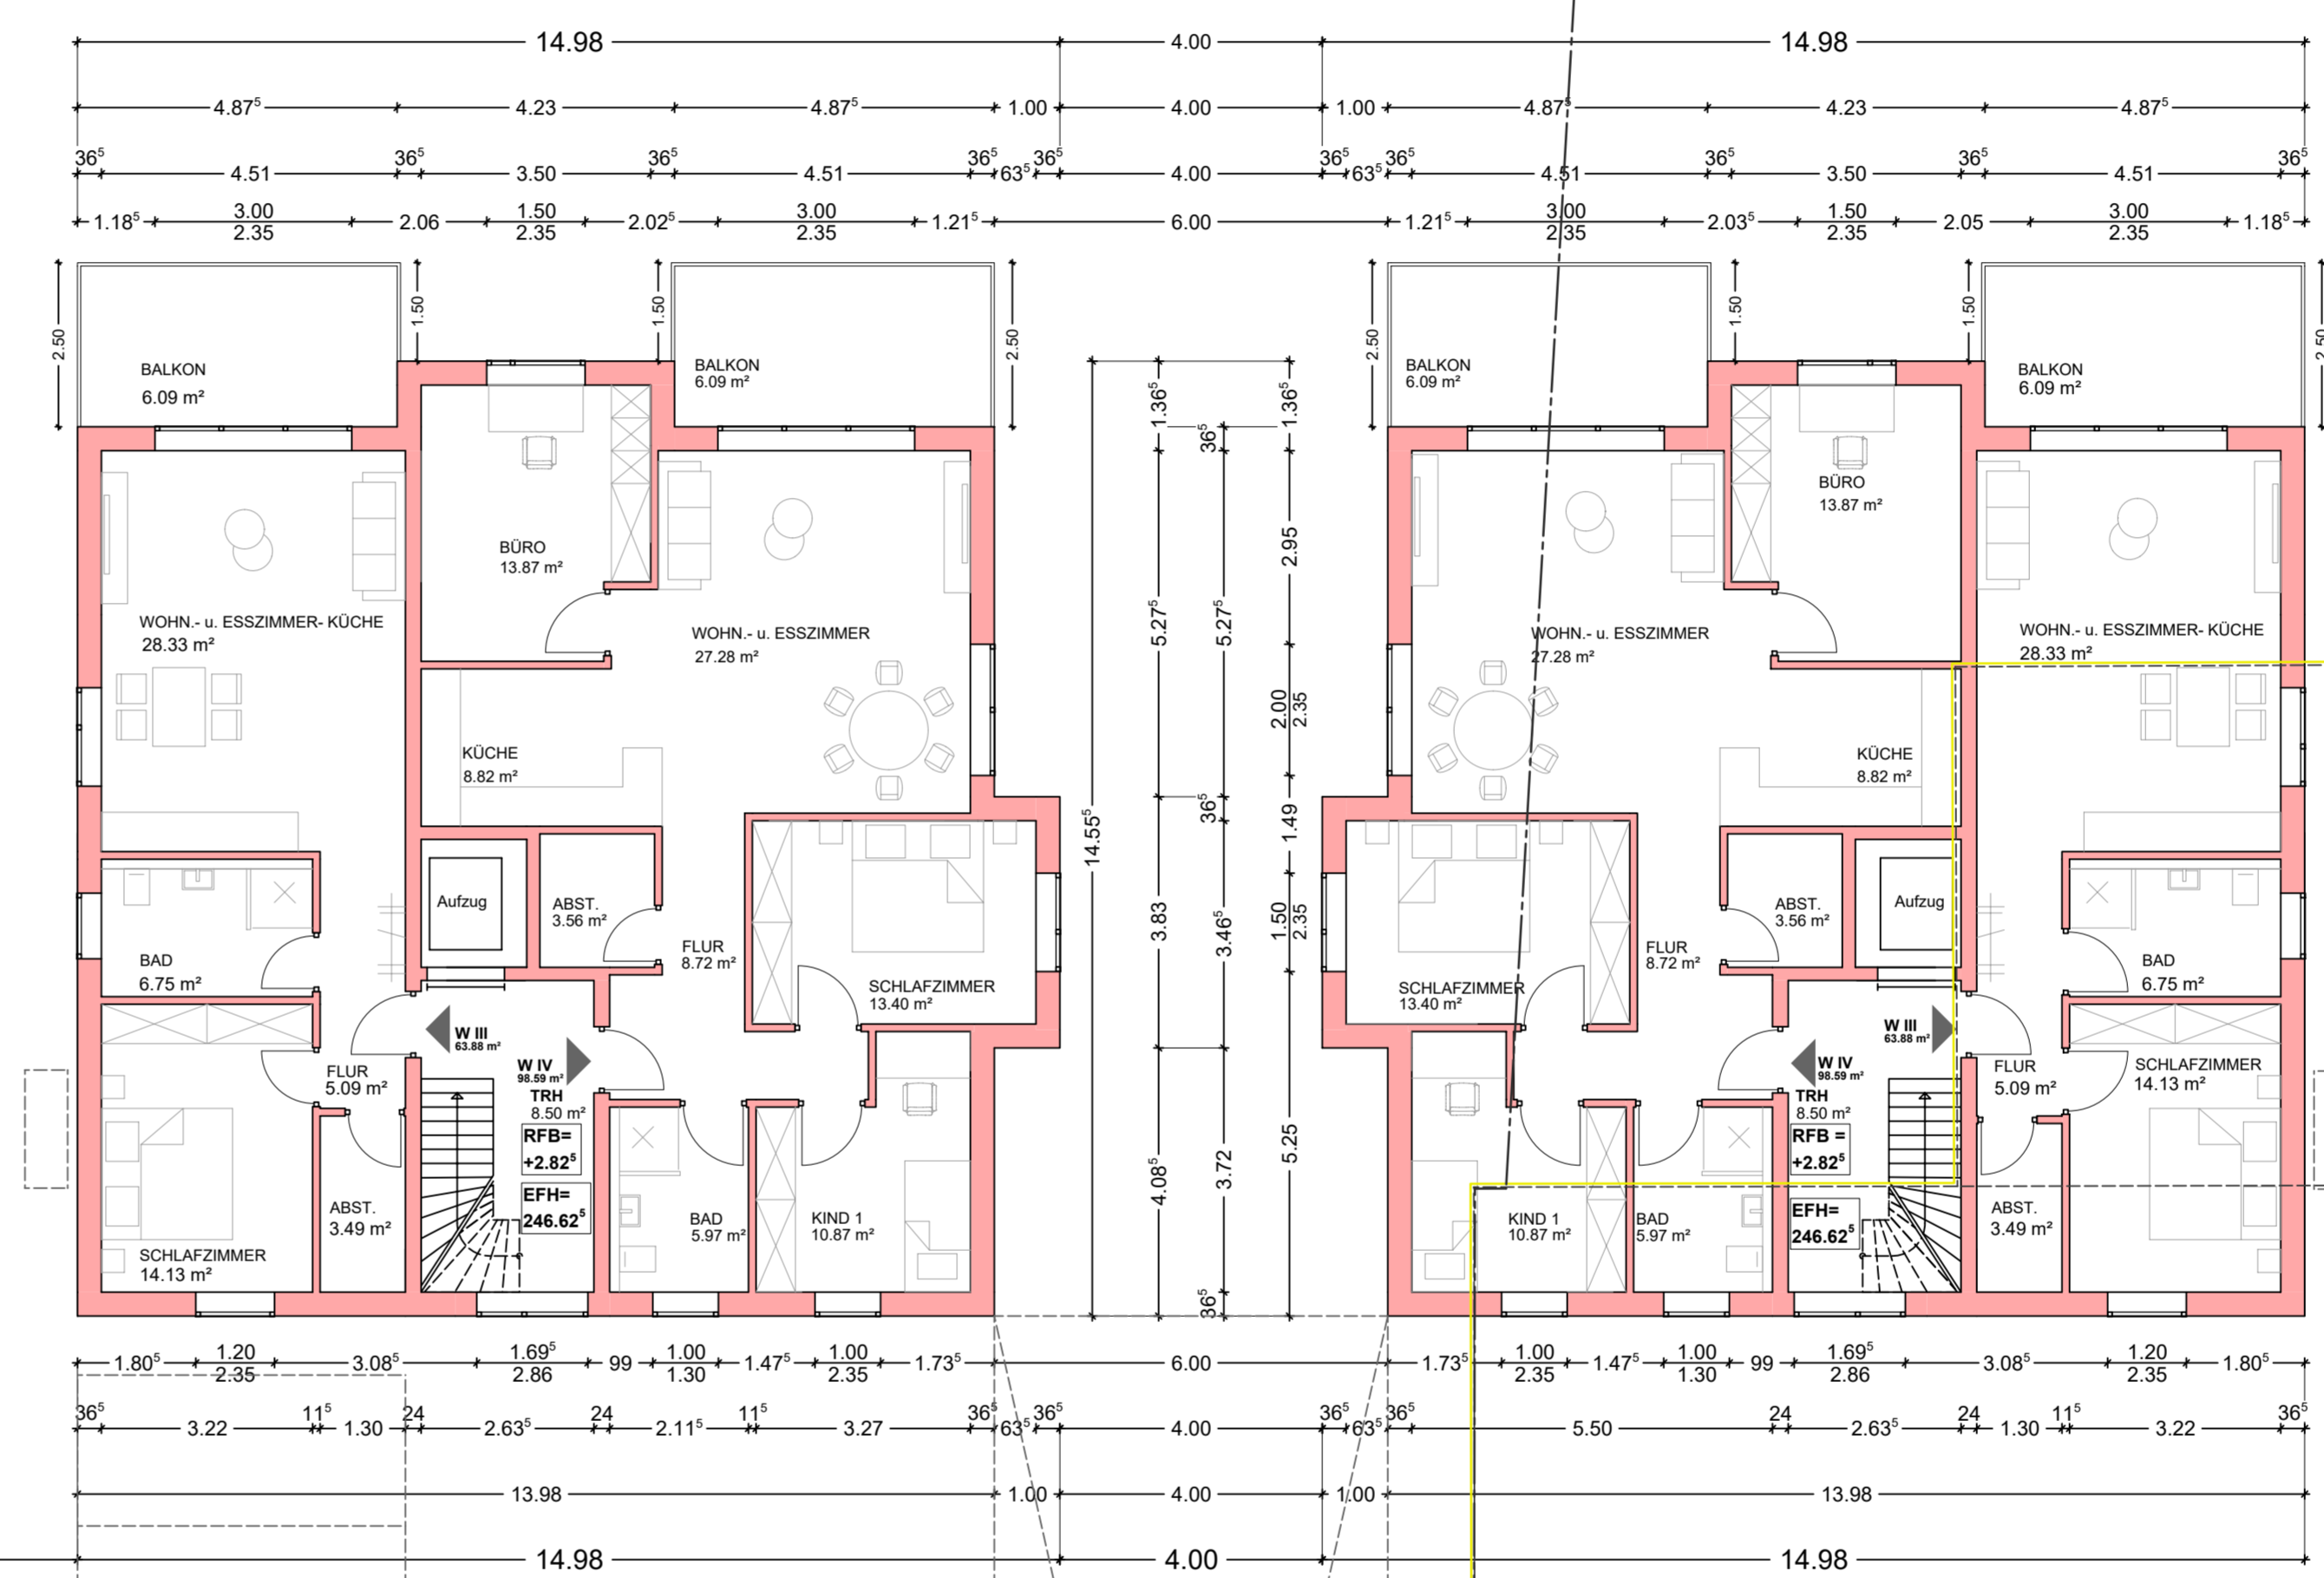 14.98 4.00 14.98
4.87⁵ 4.23 4.87⁵ 1.00 4.00 1.00 4.87⁵ 4.23 4.87⁵
36⁵ 36⁵ 36⁵ 36⁵ 36⁵ 36⁵ 36⁵ 36⁵ 36⁵ 36⁵
4.51 3.50 4.51 63⁵ 4.00 63⁵ 4.51 3.50 4.51
1.18⁵ 3.00 2.06 1.50 2.02⁵ 3.00 1.21⁵ 6.00 1.21⁵ 3.00 2.03⁵ 1.50 2.05 3.00 1.18⁵
2.35 2.35 2.35 2.35 2.35 2.35
2.50 1.50 1.50 2.50 2.50 1.50 1.50 2.50
BALKON
6.09 m²
BALKON
6.09 m²
BÜRO
13.87 m²
WOHN.- u. ESSZIMMER- KÜCHE
28.33 m²
WOHN.- u. ESSZIMMER
27.28 m²
KÜCHE
8.82 m²
Aufzug
ABST.
3.56 m²
FLUR
8.72 m²
BAD
6.75 m²
SCHLAFZIMMER
13.40 m²
W III
63.88 m²
W IV
98.59 m²
TRH
8.50 m²
RFB=
+2.82⁵
EFH=
246.62⁵
FLUR
5.09 m²
ABST.
3.49 m²
SCHLAFZIMMER
14.13 m²
BAD
5.97 m²
KIND 1
10.87 m²
14.55⁵
1.36⁵ 5.27⁵ 3.83 4.08⁵
36⁵ 5.27⁵ 36⁵ 3.46⁵ 3.72 36⁵
1.36⁵ 2.95 2.00 1.49 1.50 5.25
2.35 2.35
BALKON
6.09 m²
BALKON
6.09 m²
BÜRO
13.87 m²
WOHN.- u. ESSZIMMER
27.28 m²
WOHN.- u. ESSZIMMER- KÜCHE
28.33 m²
KÜCHE
8.82 m²
ABST.
3.56 m²
Aufzug
FLUR
8.72 m²
BAD
6.75 m²
SCHLAFZIMMER
13.40 m²
W III
63.88 m²
W IV
98.59 m²
TRH
8.50 m²
RFB =
+2.82⁵
EFH=
246.62⁵
FLUR
5.09 m²
SCHLAFZIMMER
14.13 m²
ABST.
3.49 m²
KIND 1
10.87 m²
BAD
5.97 m²
1.80⁵ 1.20 3.08⁵ 1.69⁵ 99 1.00 1.47⁵ 1.00 1.73⁵ 6.00 1.73⁵ 1.00 1.47⁵ 1.00 99 1.69⁵ 3.08⁵ 1.20 1.80⁵
2.35 2.86 1.30 2.35 2.35 1.30 2.86 2.35
36⁵ 11⁵ 24 24 11⁵ 36⁵ 36⁵ 36⁵ 36⁵ 24 24 11⁵ 36⁵
3.22 1.30 2.63⁵ 2.11⁵ 3.27 63⁵ 4.00 63⁵ 5.50 2.63⁵ 1.30 3.22
13.98 1.00 4.00 1.00 13.98
14.98 4.00 14.98